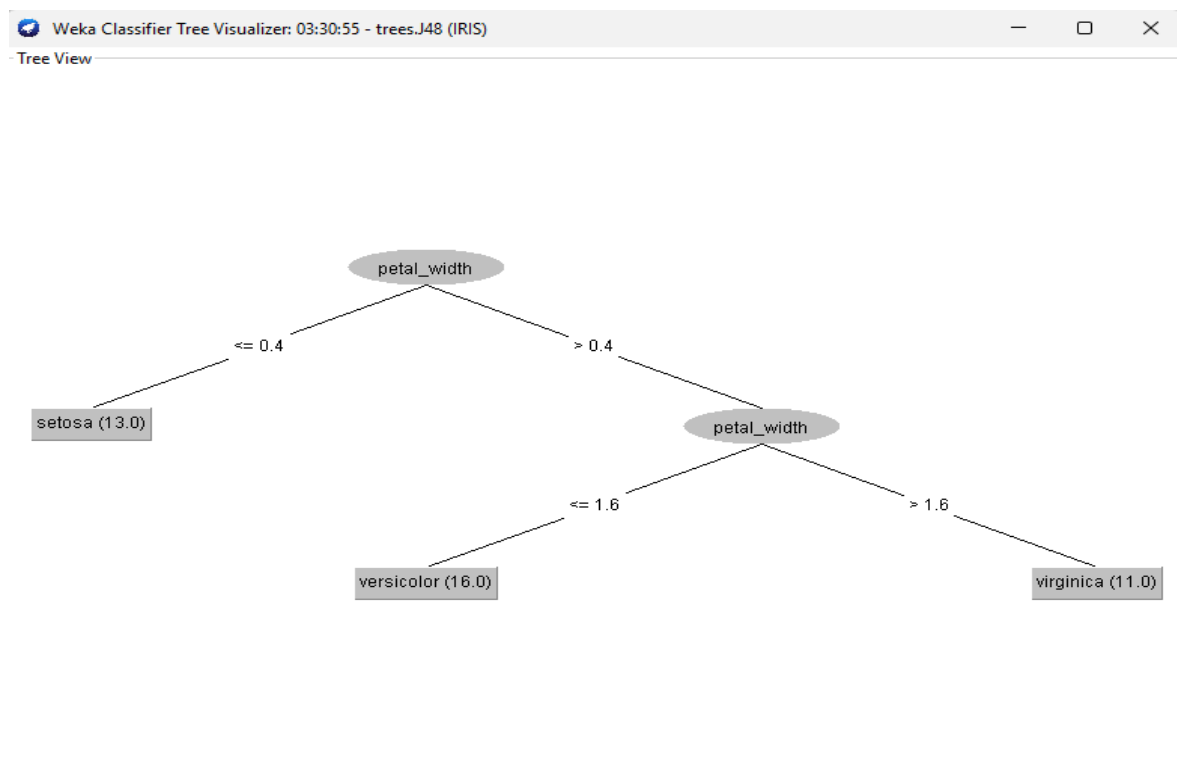 Weka Classifier Tree Visualizer: 03:30:55 - trees.J48 (IRIS)
Tree View
petal_width
<= 0.4
> 0.4
setosa (13.0)
petal_width
<= 1.6
> 1.6
versicolor (16.0)
virginica (11.0)